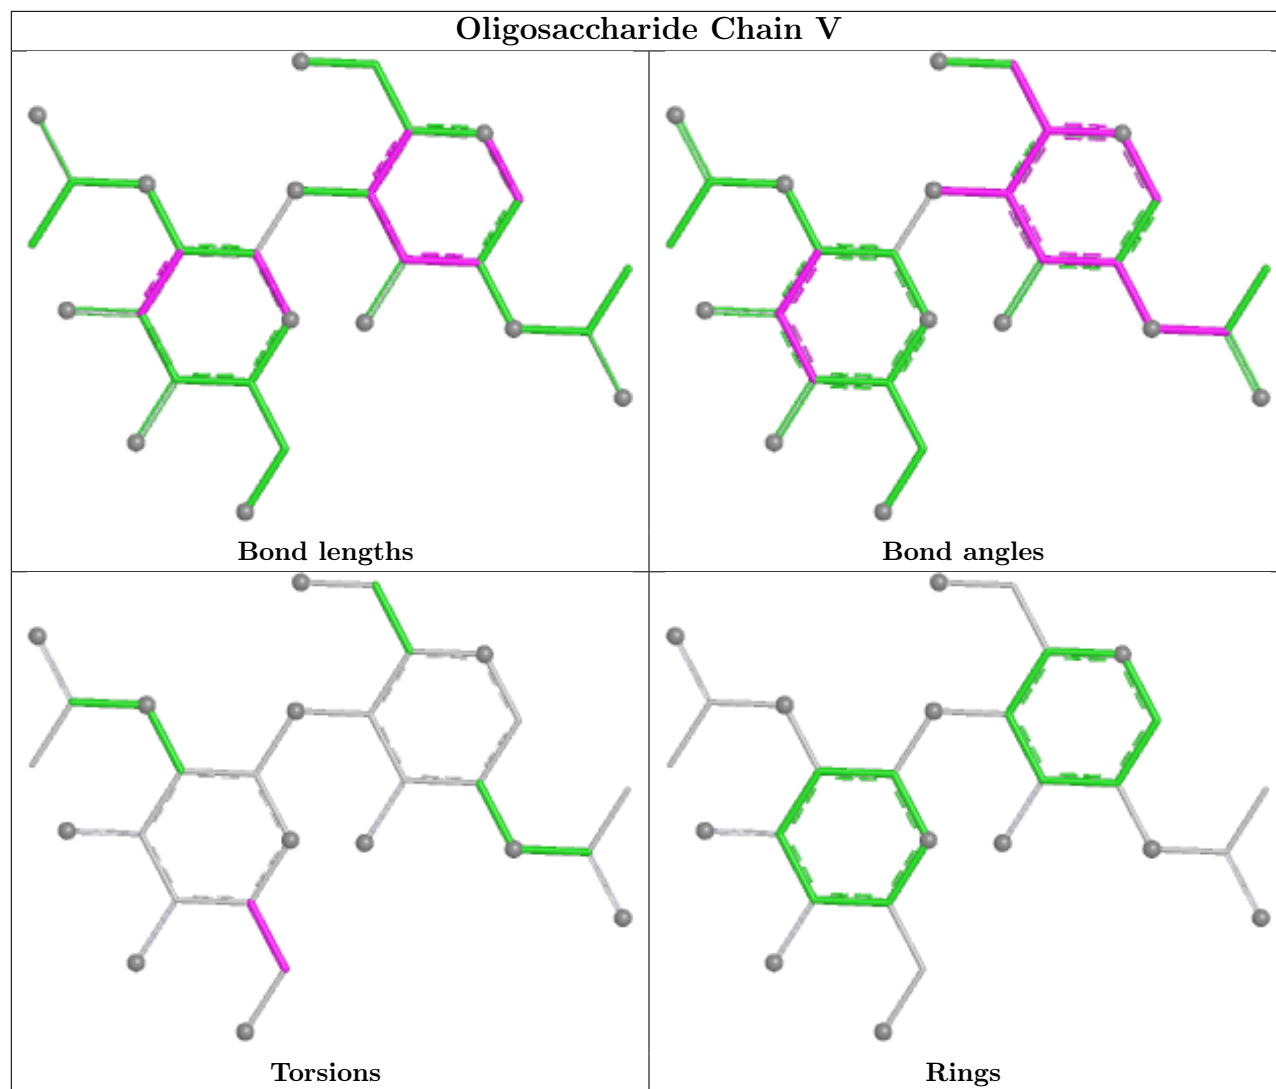 Oligosaccharide Chain V
Bond lengths
Bond angles
Torsions
Rings